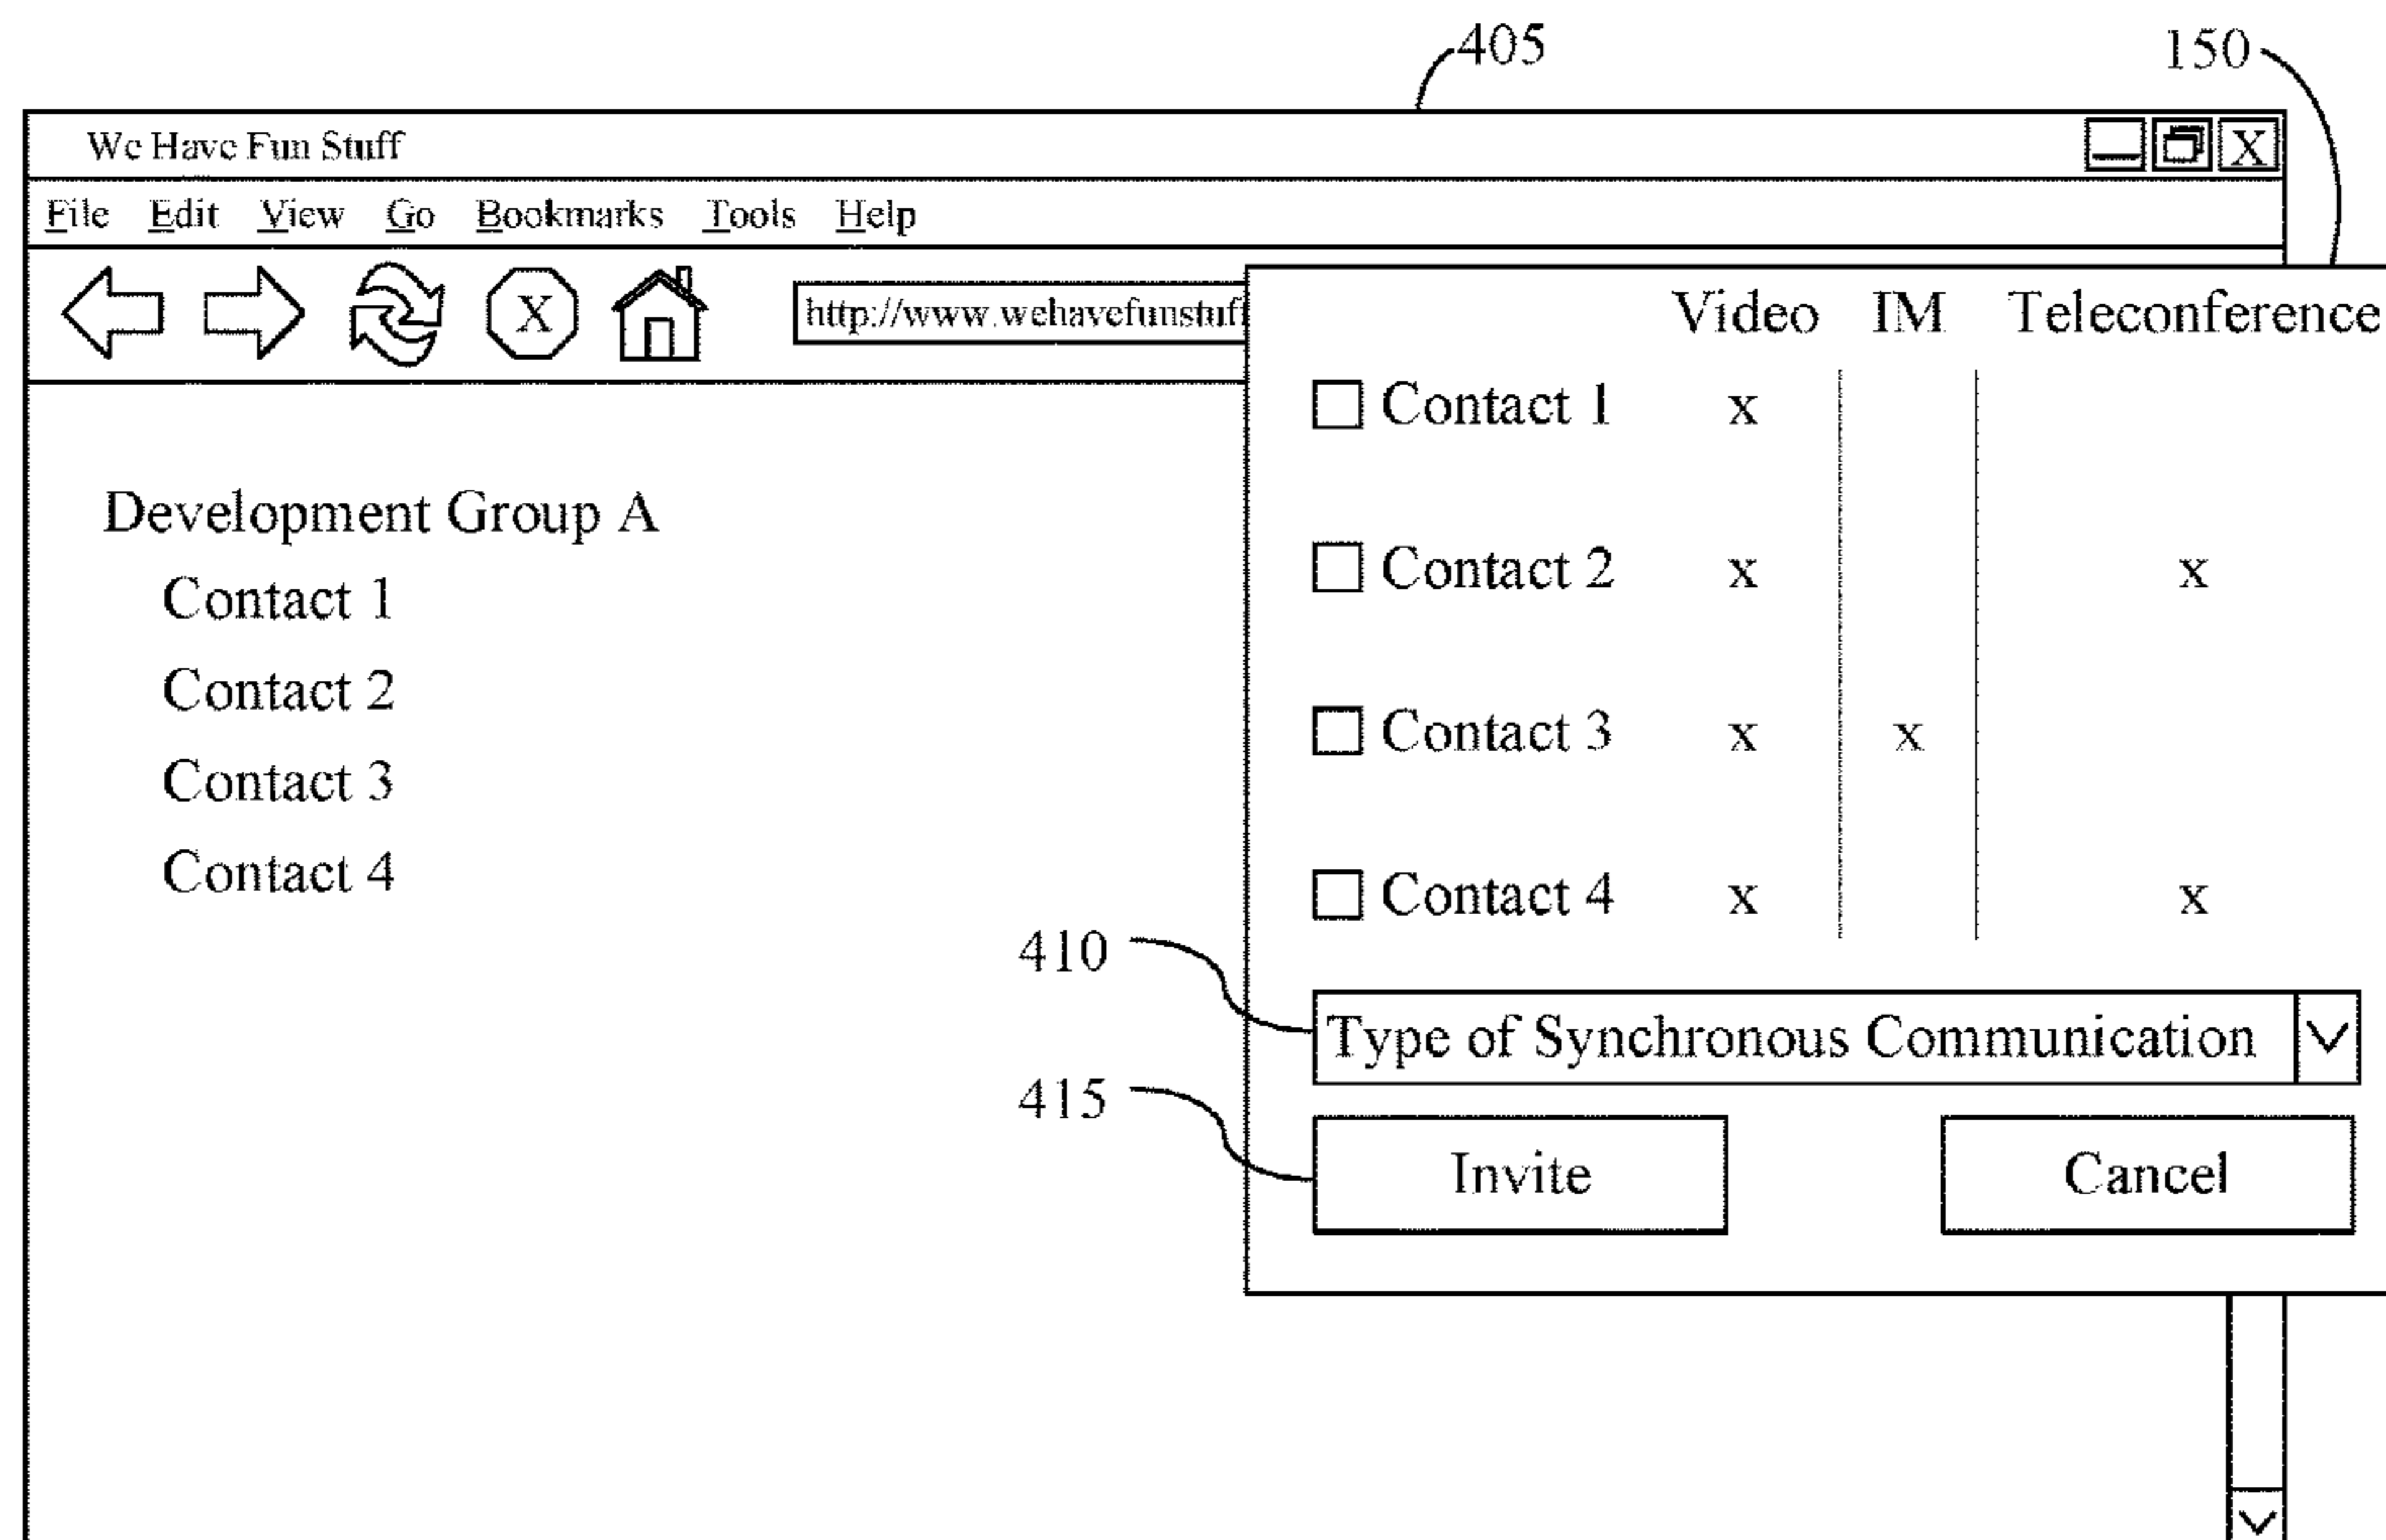 405
150
We Have Fun Stuff
X
File Edit View Go Bookmarks Tools Help
X
http://www.wehavefunstuff
Video IM Teleconference
Contact 1 x
Contact 2 x x
Contact 3 x x
Contact 4 x x
Development Group A
Contact 1
Contact 2
Contact 3
Contact 4
410
Type of Synchronous Communication
415
Invite
Cancel